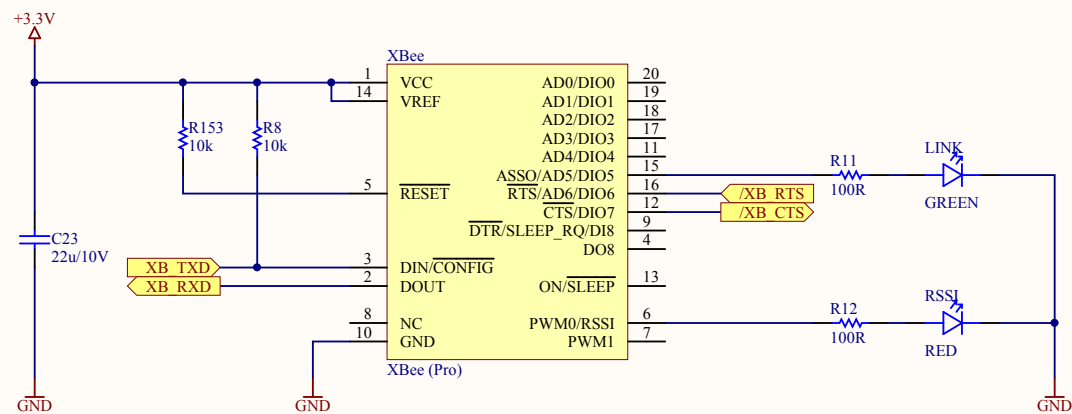 +3.3V
XBee
1 VCC AD0/DIO0 20
14 VREF AD1/DIO1 19
AD2/DIO2 18
R153 R8 AD3/DIO3 17
10k 10k AD4/DIO4 11
ASSO/AD5/DIO5 15
R11
100R
LINK
GREEN
5 RESET RTS/AD6/DIO6 16 /XB_RTS
CTS/DIO7 12 /XB_CTS
DTR/SLEEP_RQ/DI8 9
DO8 4
C23
22u/10V
XB_TXD 3 DIN/CONFIG
XB_RXD 2 DOUT ON/SLEEP 13
8 NC PWM0/RSSI 6
10 GND PWM1 7
R12
100R
RSSI
RED
XBee (Pro)
GND
GND
GND